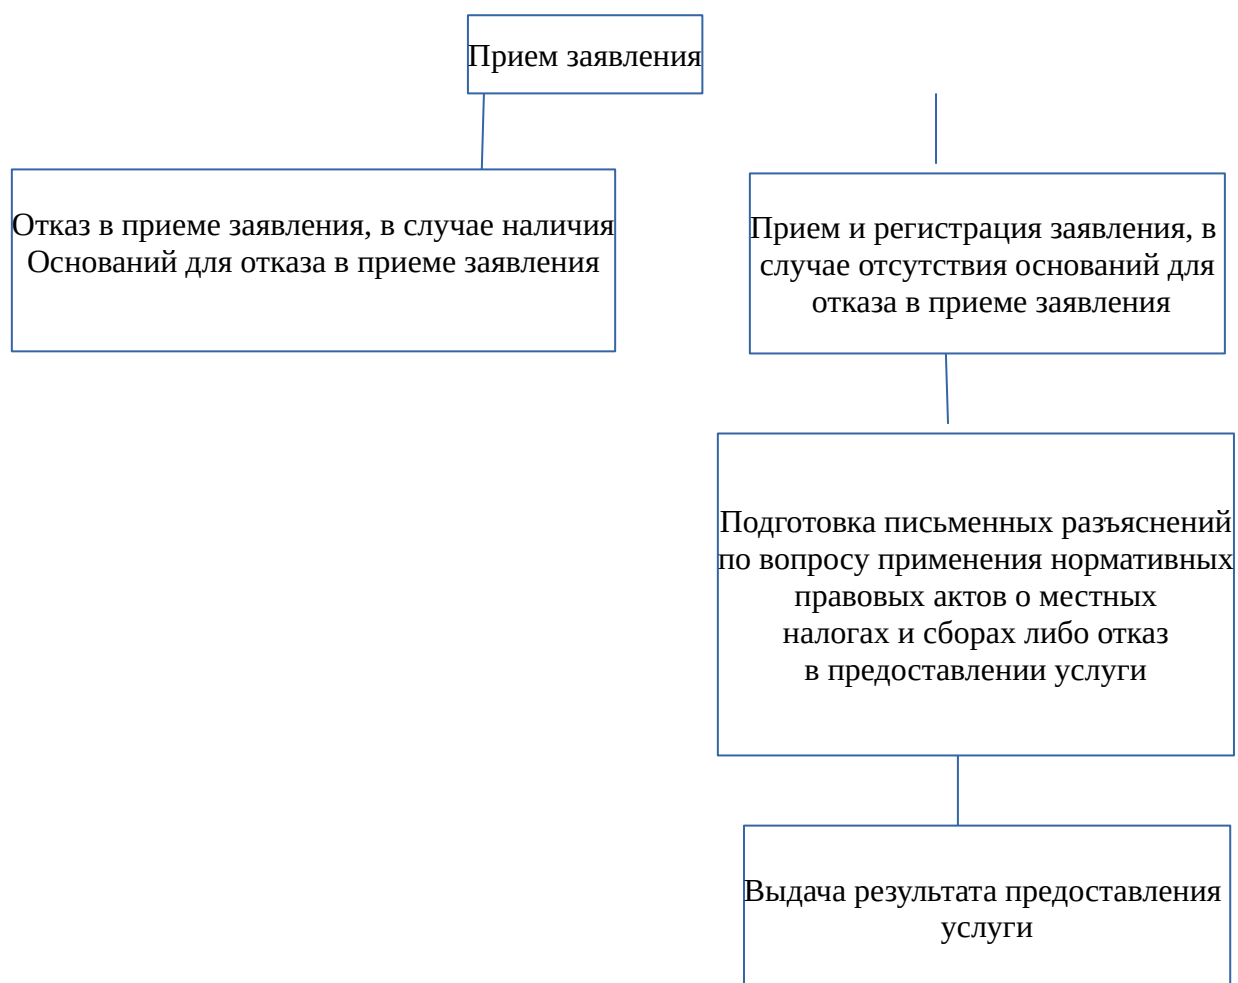 Прием заявления
Отказ в приеме заявления, в случае наличия
Оснований для отказа в приеме заявления
Прием и регистрация заявления, в
случае отсутствия оснований для
отказа в приеме заявления
Подготовка письменных разъяснений
по вопросу применения нормативных
правовых актов о местных
налогах и сборах либо отказ
в предоставлении услуги
Выдача результата предоставления
услуги